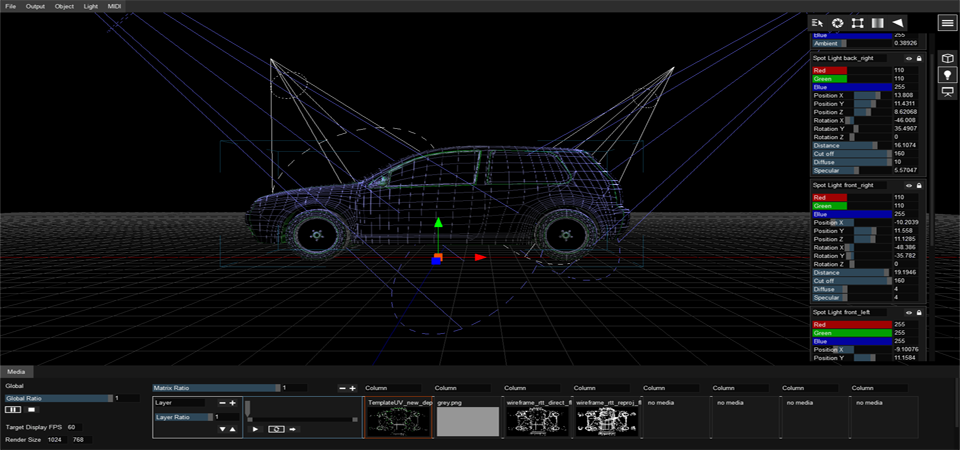 File Output Object Light MIDI
Blue 255
Ambient 0.38926
Spot Light back_right
Red 110
Green 110
Blue 255
Position X 13.808
Position Y 11.4311
Position Z 8.62068
Rotation X -46.008
Rotation Y 35.4907
Rotation Z 0
Distance 16.1074
Cut off 160
Diffuse 10
Specular 5.57047
Spot Light front_right
Red 110
Green 110
Blue 255
Position X -10.2039
Position Y 11.558
Position Z 11.1285
Rotation X -48.386
Rotation Y -35.782
Rotation Z 0
Distance 19.1946
Cut off 160
Diffuse 4
Specular 4
Spot Light front_left
Red 255
Green 255
Blue 255
Position X -9.10076
Position Y 11.1584
Media
Global
Global Ratio 1
Target Display FPS 60
Render Size 1024 768
Matrix Ratio 1 Column Column Column Column Column Column Column Column
Layer
Layer Ratio 1
TemplateUV_new_dep grey.png wireframe_rtt_direct_fl wireframe_rtt_reproj_f no media no media no media no media